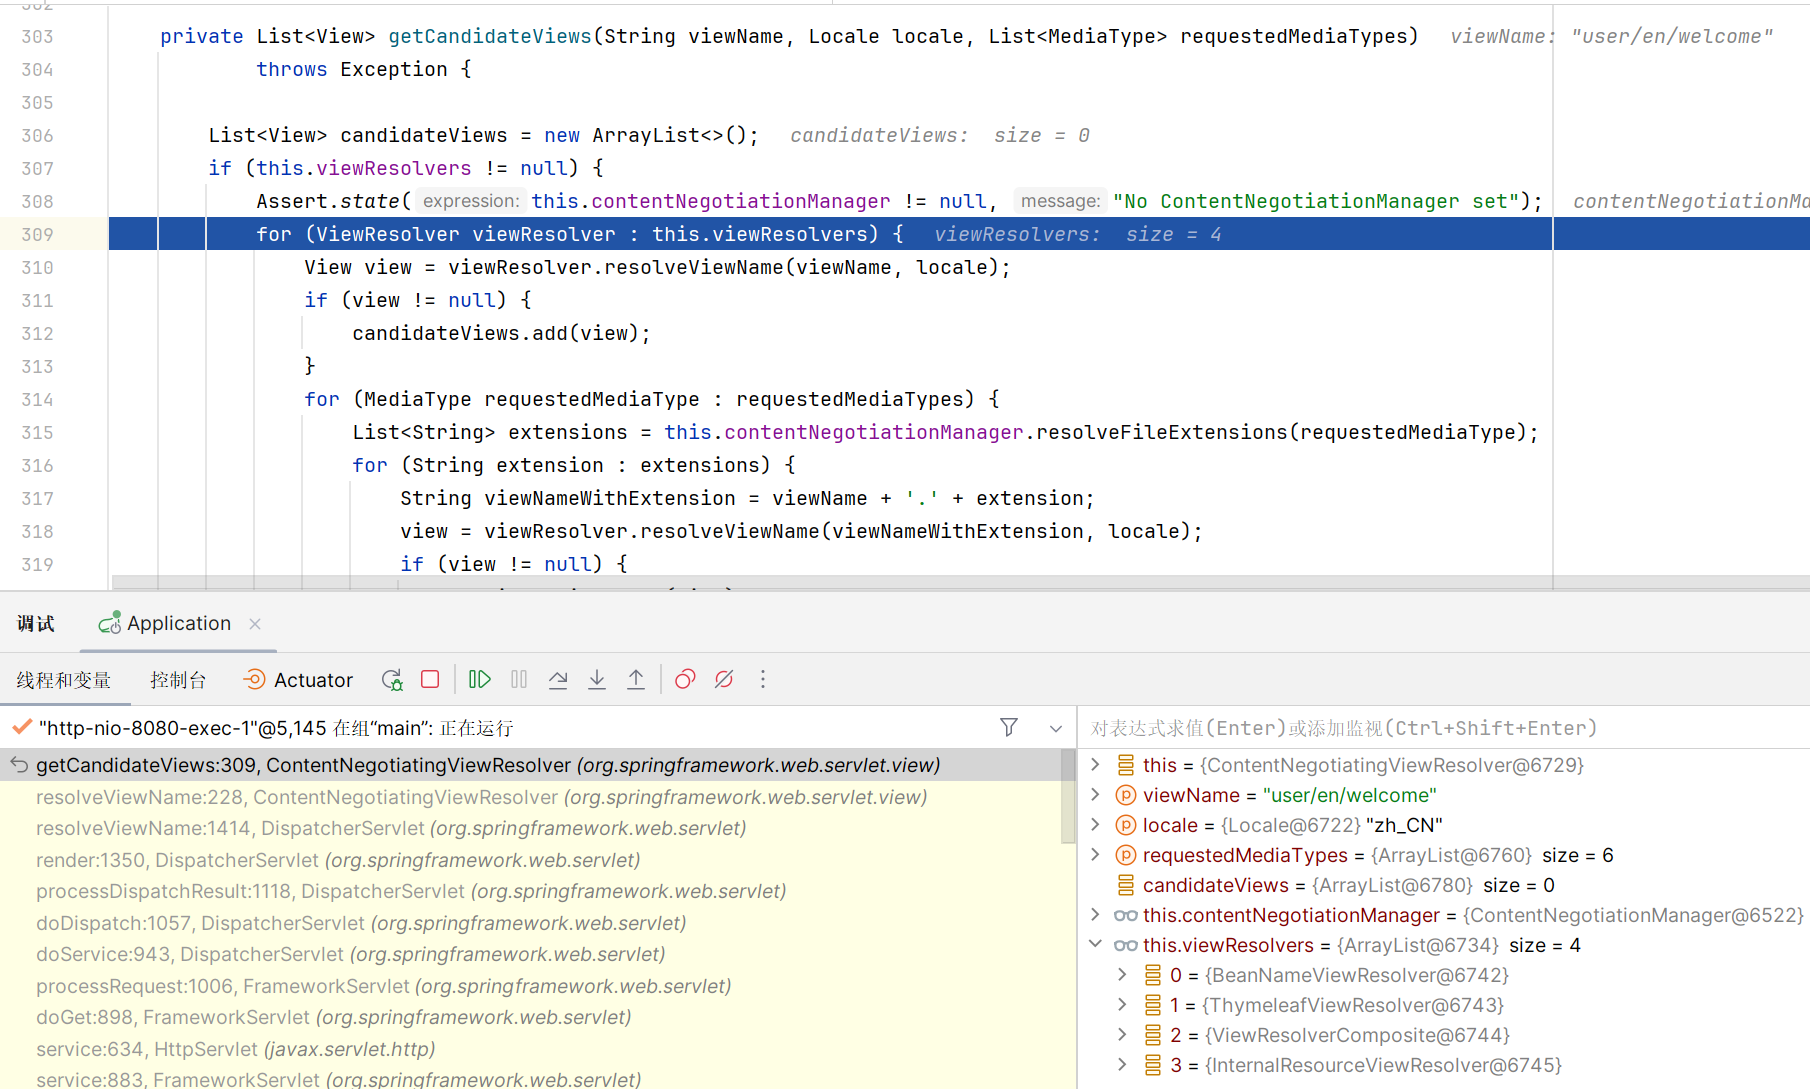 303 private List<View> getCandidateViews(String viewName, Locale locale, List<MediaType> requestedMediaTypes) viewName: "user/en/welcome"
304 throws Exception {
305
306 List<View> candidateViews = new ArrayList<>(); candidateViews: size = 0
307 if (this.viewResolvers != null) {
308 Assert.state( expression: this.contentNegotiationManager != null, message: "No ContentNegotiationManager set"); contentNegotiationMa
309 for (ViewResolver viewResolver : this.viewResolvers) { viewResolvers: size = 4
310 View view = viewResolver.resolveViewName(viewName, locale);
311 if (view != null) {
312 candidateViews.add(view);
313 }
314 for (MediaType requestedMediaType : requestedMediaTypes) {
315 List<String> extensions = this.contentNegotiationManager.resolveFileExtensions(requestedMediaType);
316 for (String extension : extensions) {
317 String viewNameWithExtension = viewName + '.' + extension;
318 view = viewResolver.resolveViewName(viewNameWithExtension, locale);
319 if (view != null) {
调试 Application
线程和变量 控制台 Actuator
"http-nio-8080-exec-1"@5,145 在组“main”: 正在运行
getCandidateViews:309, ContentNegotiatingViewResolver (org.springframework.web.servlet.view)
resolveViewName:228, ContentNegotiatingViewResolver (org.springframework.web.servlet.view)
resolveViewName:1414, DispatcherServlet (org.springframework.web.servlet)
render:1350, DispatcherServlet (org.springframework.web.servlet)
processDispatchResult:1118, DispatcherServlet (org.springframework.web.servlet)
doDispatch:1057, DispatcherServlet (org.springframework.web.servlet)
doService:943, DispatcherServlet (org.springframework.web.servlet)
processRequest:1006, FrameworkServlet (org.springframework.web.servlet)
doGet:898, FrameworkServlet (org.springframework.web.servlet)
service:634, HttpServlet (javax.servlet.http)
service:883, FrameworkServlet (org.springframework.web.servlet)
对表达式求值(Enter)或添加监视(Ctrl+Shift+Enter)
this = {ContentNegotiatingViewResolver@6729}
viewName = "user/en/welcome"
locale = {Locale@6722} "zh_CN"
requestedMediaTypes = {ArrayList@6760} size = 6
candidateViews = {ArrayList@6780} size = 0
this.contentNegotiationManager = {ContentNegotiationManager@6522}
this.viewResolvers = {ArrayList@6734} size = 4
0 = {BeanNameViewResolver@6742}
1 = {ThymeleafViewResolver@6743}
2 = {ViewResolverComposite@6744}
3 = {InternalResourceViewResolver@6745}